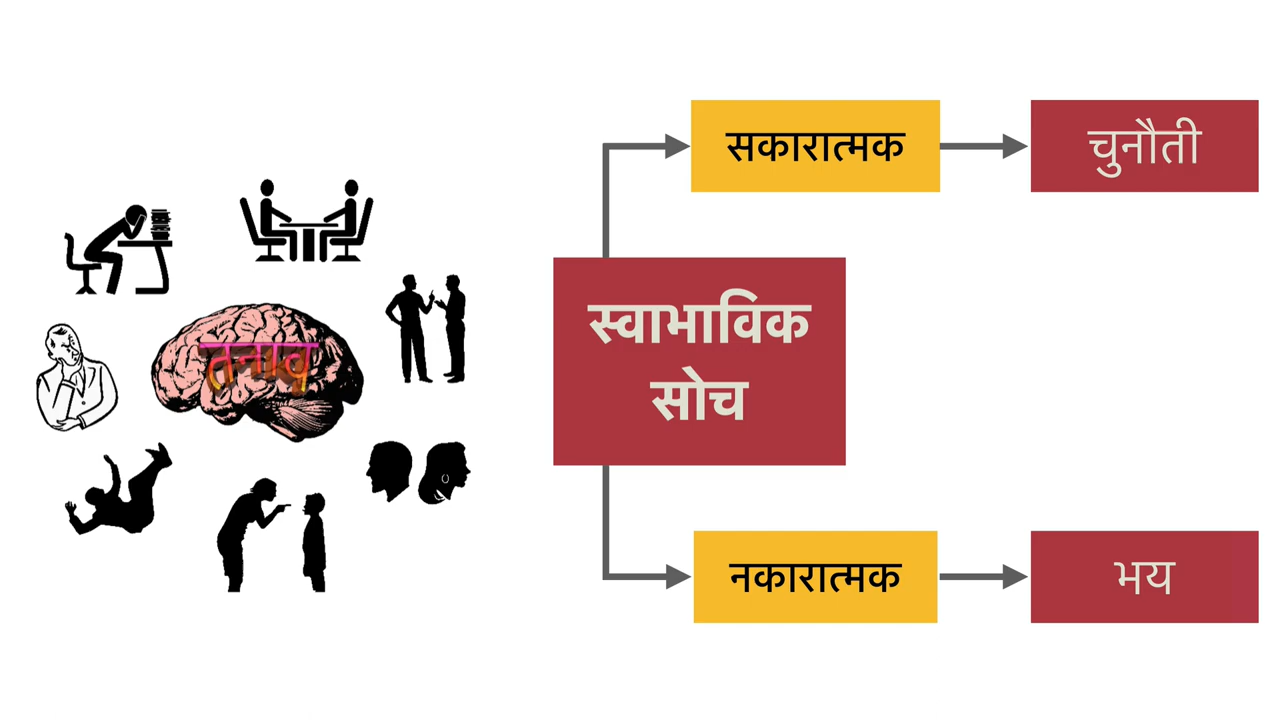 तनाव
सकारात्मक
चुनौती
स्वाभाविक
सोच
नकारात्मक
भय